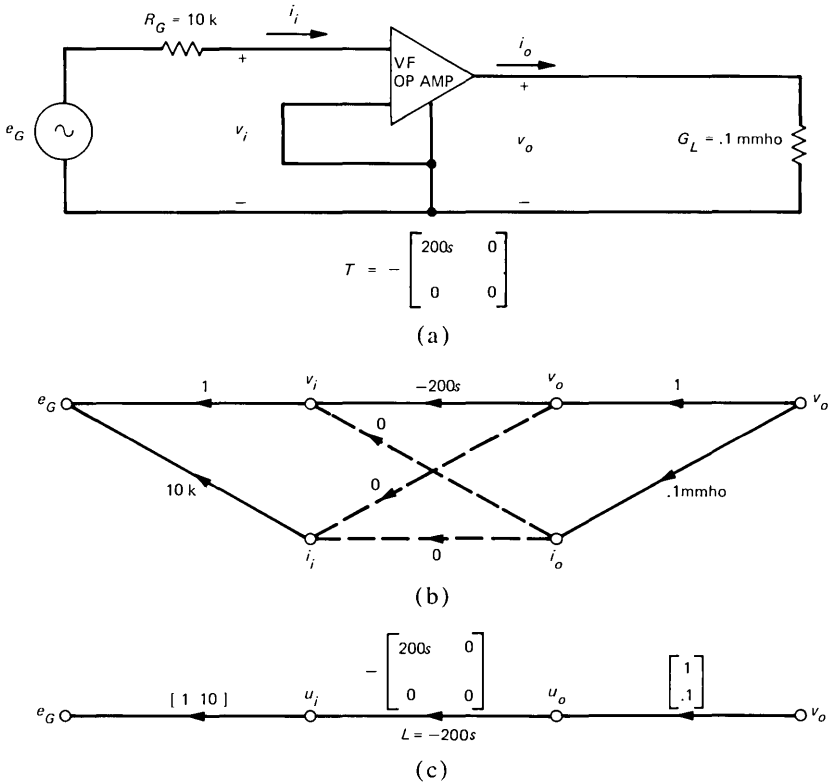 R_G = 10 k
i_i
i_o
VF
OP AMP
+
+
e_G
v_i
v_o
G_L = .1 mmho
−
−
T = − [ 200s 0
0 0 ]
(a)
e_G
1
v_i
−200s
v_o
1
v_o
0
0
10 k
.1mmho
0
i_i
i_o
(b)
− [ 200s 0
0 0 ]
[ 1
.1 ]
e_G
[ 1 10 ]
u_i
u_o
v_o
L = −200s
(c)